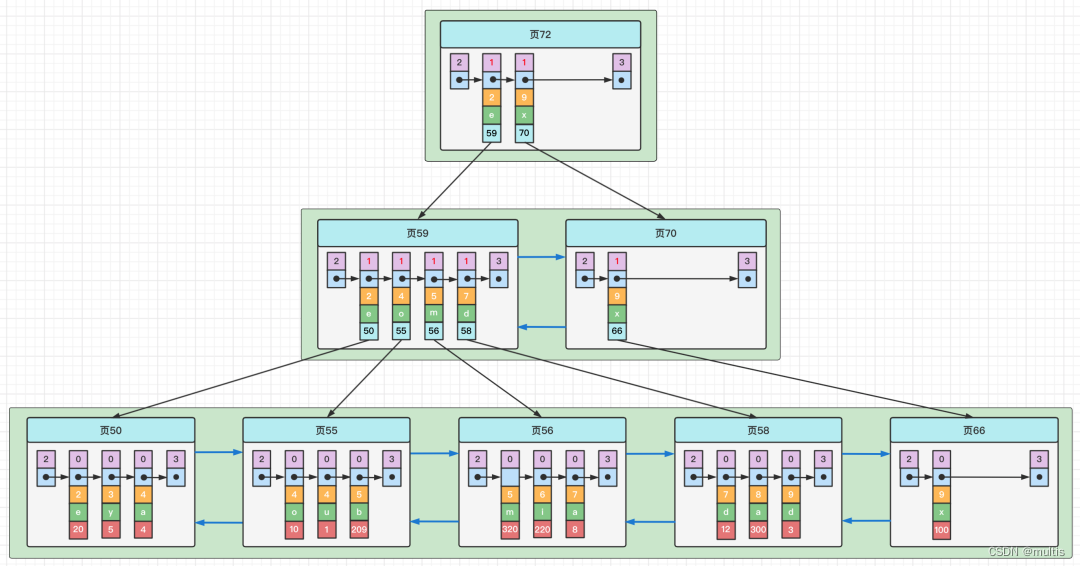 页72
2 1 1 3
2 9
e x
59 70
页59 页70
2 1 1 1 1 3 2 1 3
2 4 5 7 9
e o m d x
50 55 56 58 66
页50 页55 页56 页58 页66
2 0 0 0 3 2 0 0 0 3 2 0 0 0 3 2 0 0 0 3 2 0 3
2 3 4 4 4 5 5 6 7 7 8 9 9
e y a o u b m l a d a d x
20 5 4 10 1 209 320 220 8 12 300 3 100
CSDN @multis